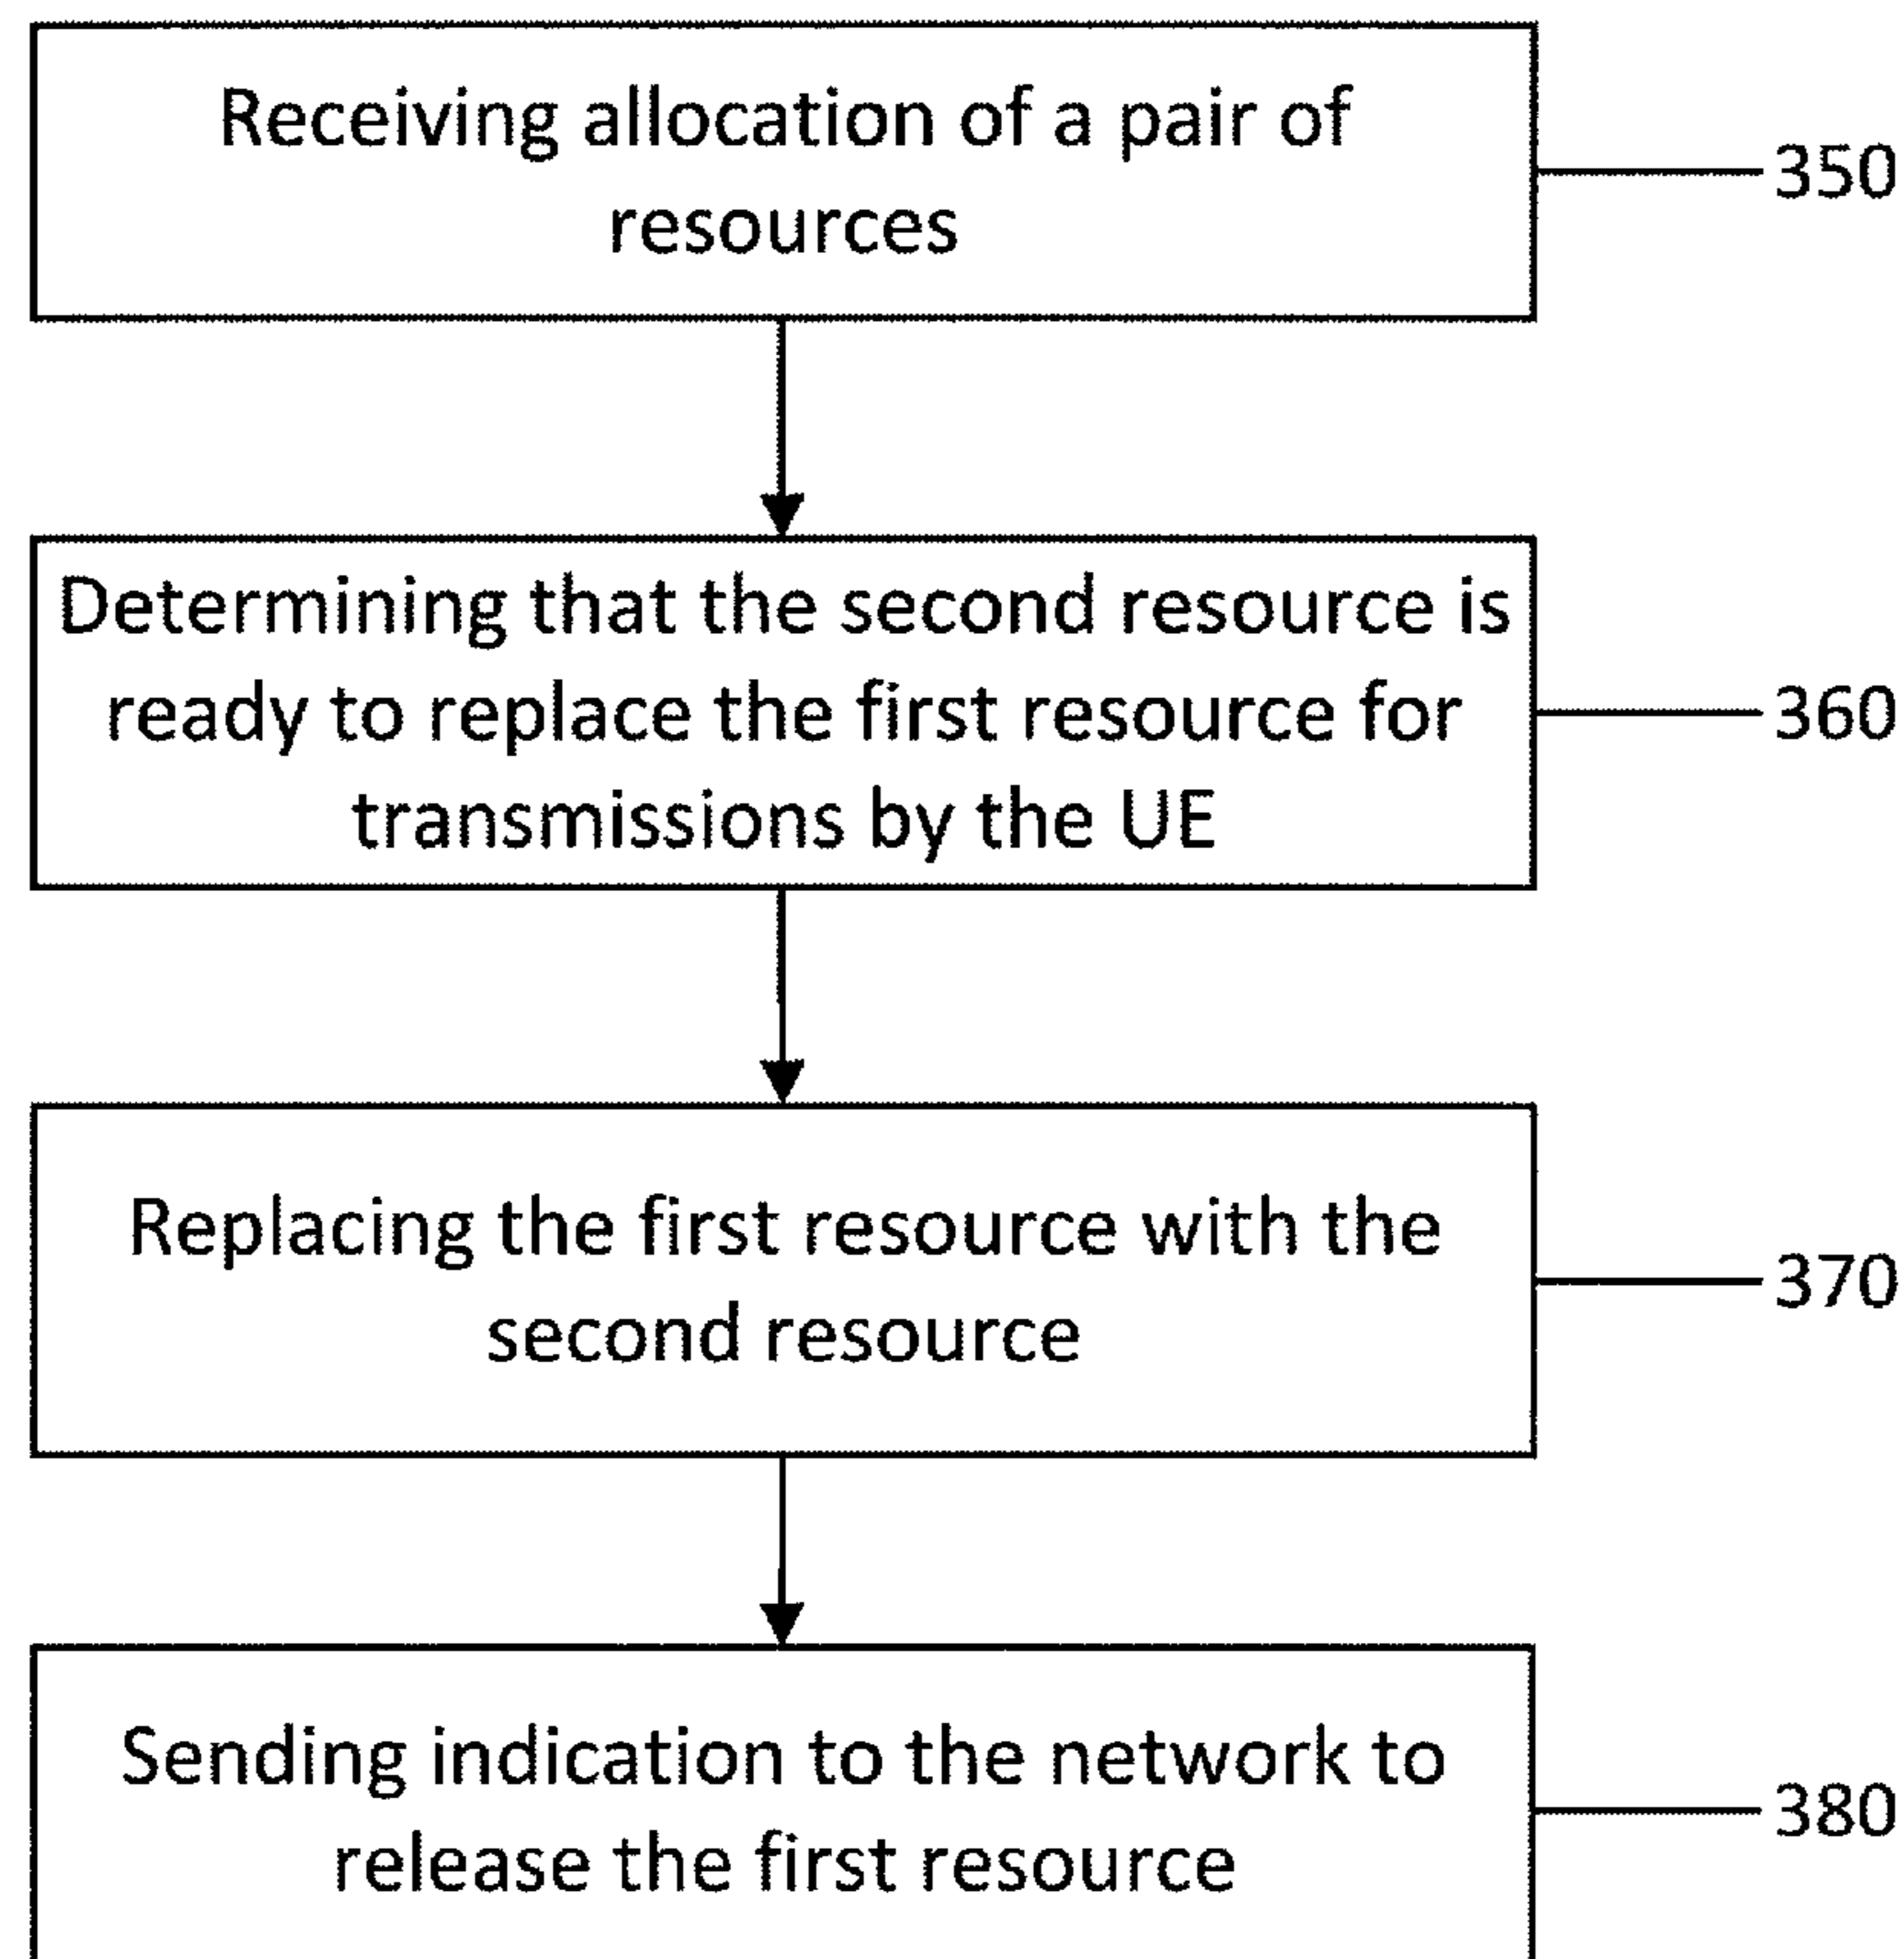 Receiving allocation of a pair of
resources
350
Determining that the second resource is
ready to replace the first resource for
transmissions by the UE
360
Replacing the first resource with the
second resource
370
Sending indication to the network to
release the first resource
380